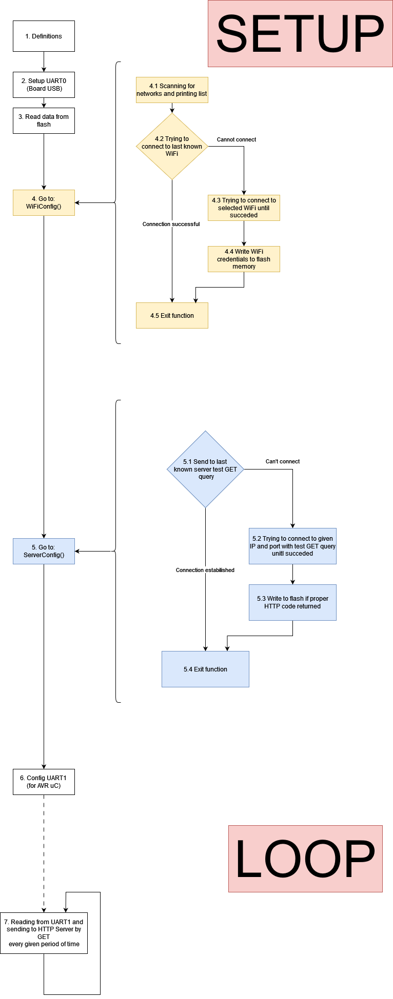 SETUP
1. Definitions
2. Setup UART0
(Board USB)
3. Read data from
flash
4. Go to:
WiFiConfig()
4.1 Scanning for
networks and printing list
4.2 Trying to
connect to last known
WiFi
Cannot connect
4.3 Trying to connect to
selected WiFi until
succeded
Connection successful
4.4 Write WiFi
credentials to flash
memory
4.5 Exit function
5. Go to:
ServerConfig()
5.1 Send to last
known server test GET
query
Can't connect
5.2 Trying to connect to given
IP and port with test GET query
unitl succeded
Connection estabilished
5.3 Write to flash if proper
HTTP code returned
5.4 Exit function
6. Config UART1
(for AVR uC)
LOOP
7. Reading from UART1 and
sending to HTTP Server by
GET
every given period of time